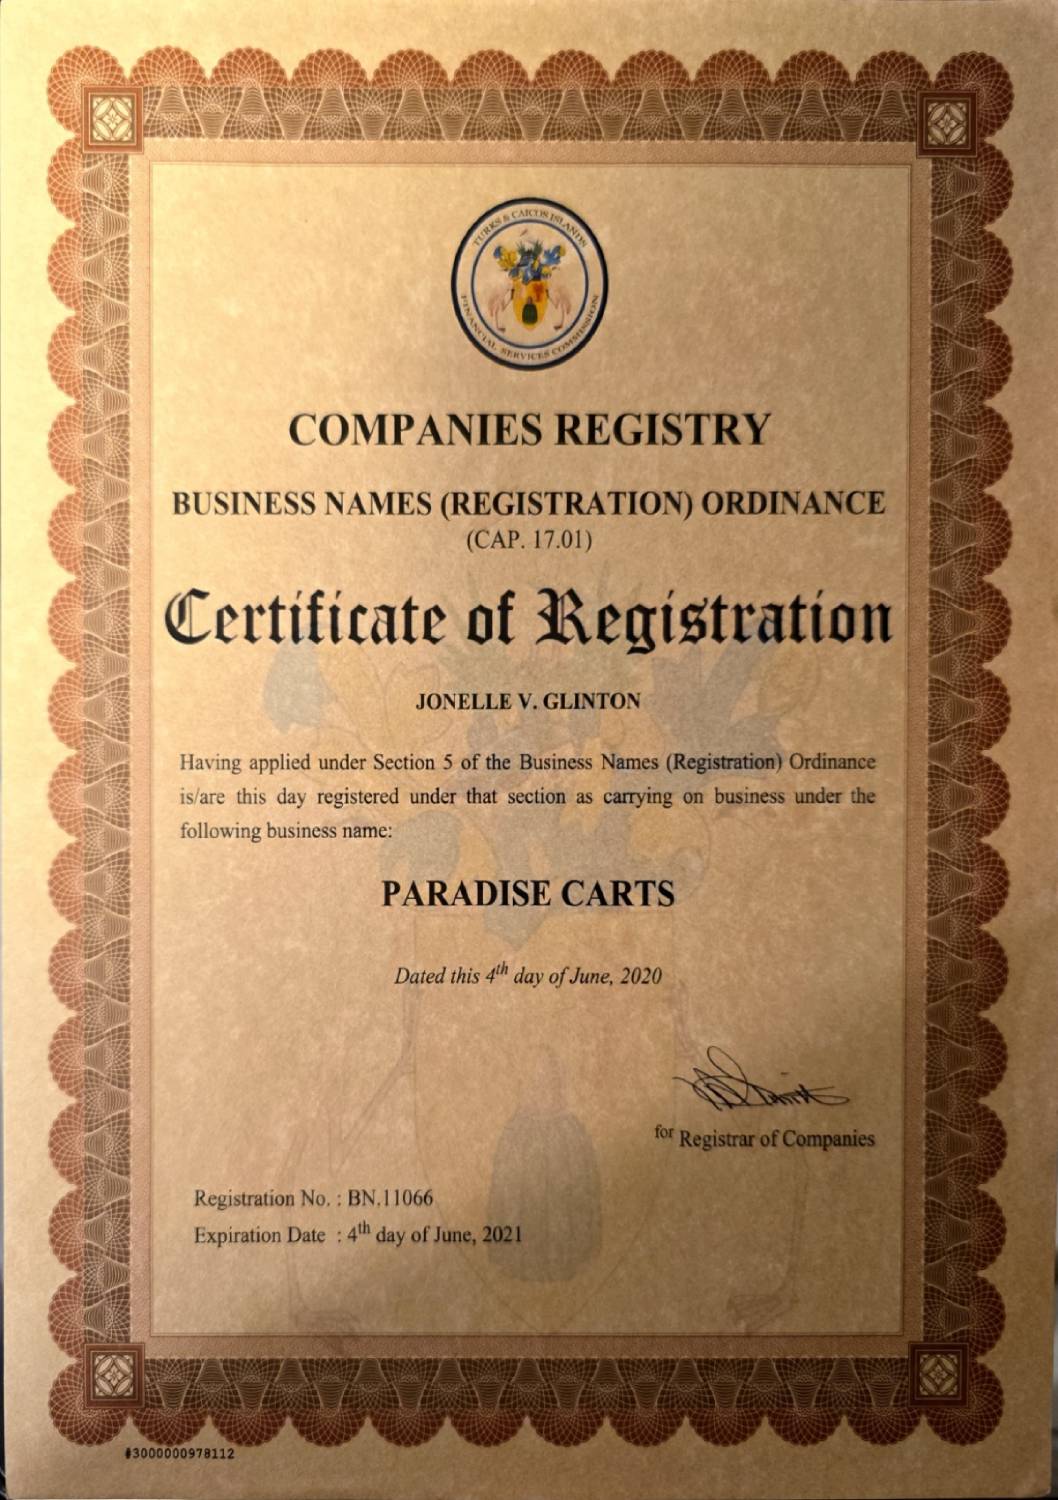 TURKS & CAICOS ISLANDS
FINANCIAL SERVICES COMMISSION
COMPANIES REGISTRY
BUSINESS NAMES (REGISTRATION) ORDINANCE
(CAP. 17.01)
Certificate of Registration
JONELLE V. GLINTON
Having applied under Section 5 of the Business Names (Registration) Ordinance
is/are this day registered under that section as carrying on business under the
following business name:
PARADISE CARTS
Dated this 4th day of June, 2020
for Registrar of Companies
Registration No. : BN.11066
Expiration Date : 4th day of June, 2021
#3000000978112